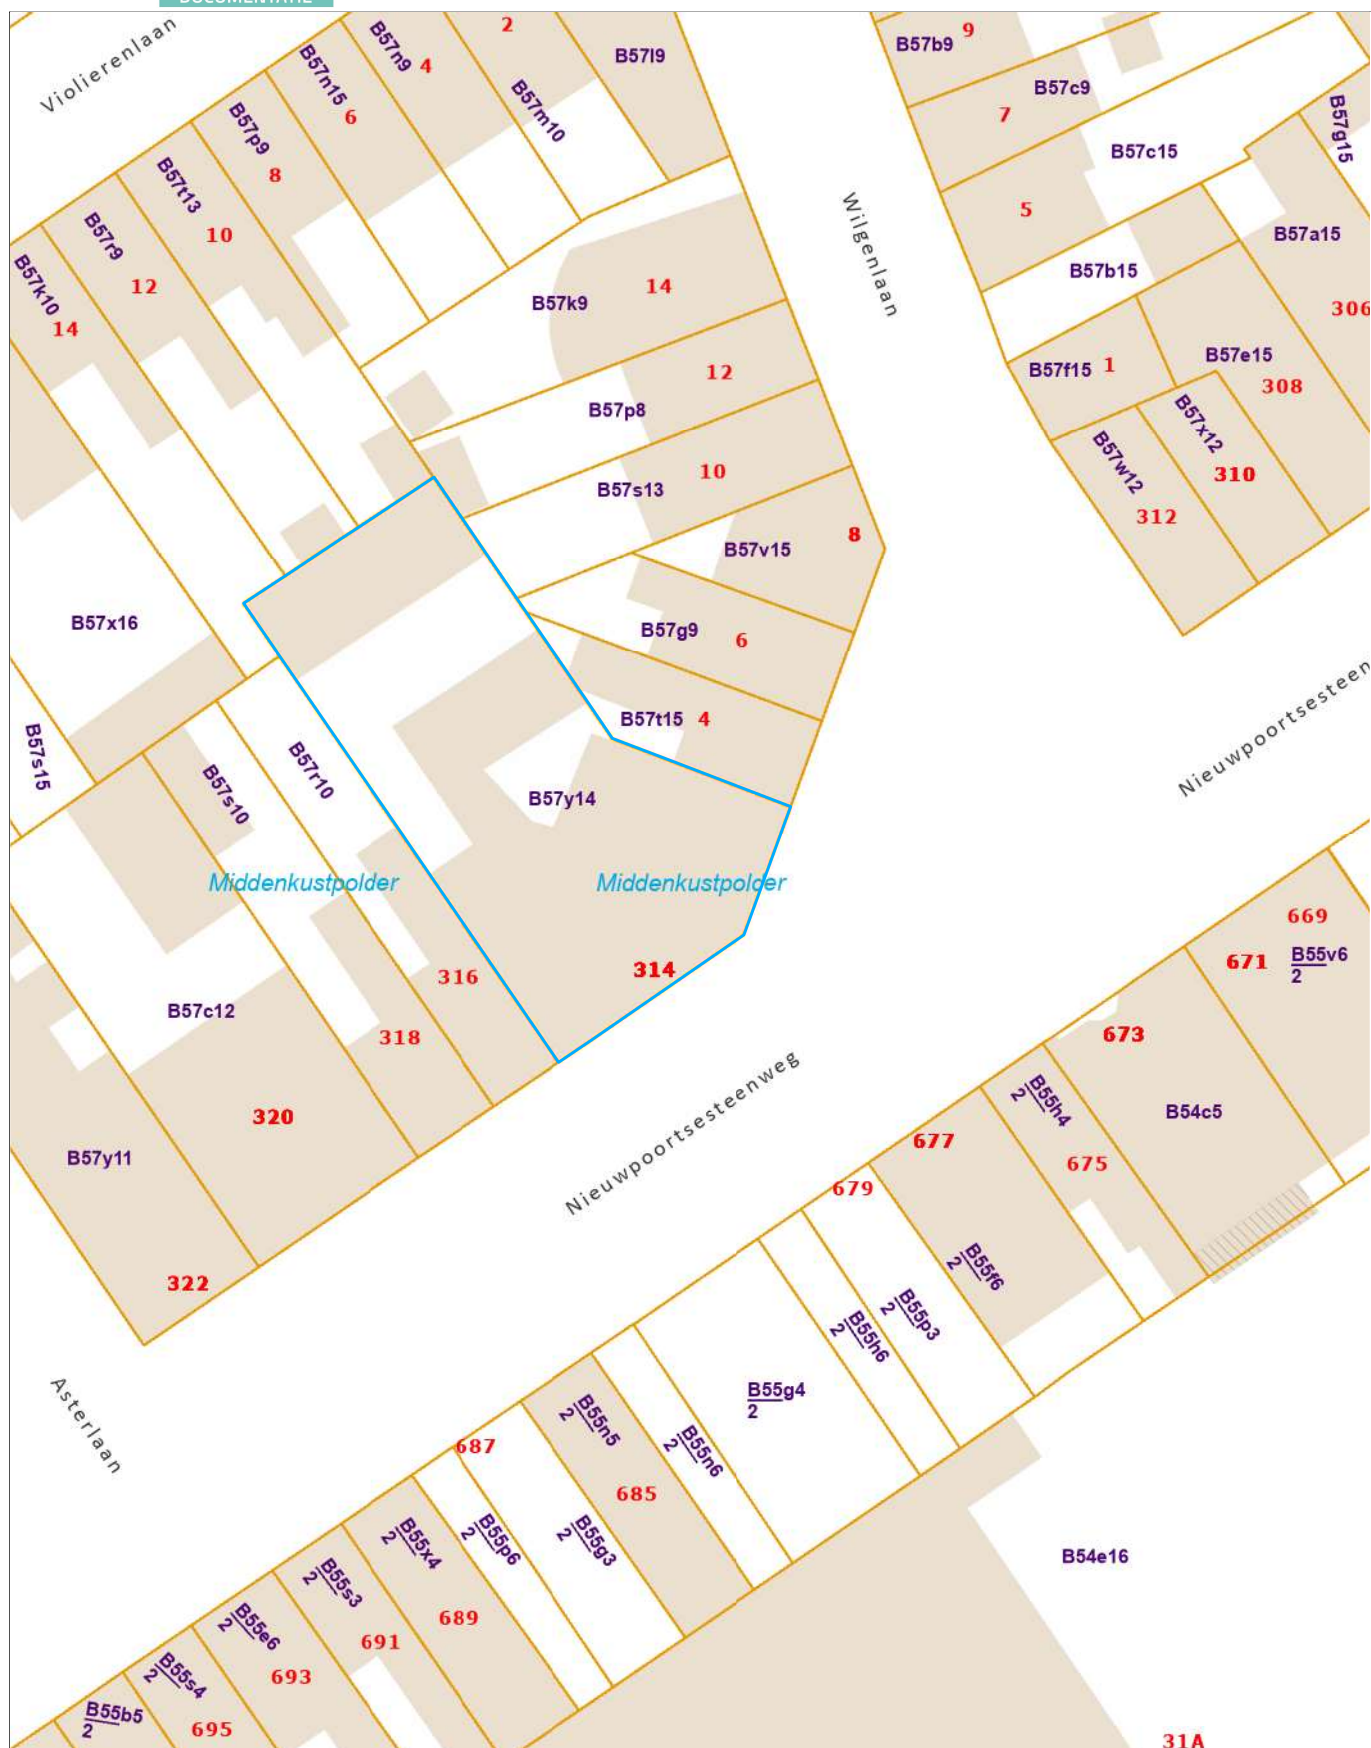 DOCUMENTATIE
Violierenlaan
B57n9
4
2
B57l9
B57n15
6
B57m10
B57p9
8
B57t13
10
B57r9
12
B57k10
14
B57b9
9
B57c9
7
B57c15
B57g15
5
Wilgenlaan
B57a15
B57b15
306
B57k9
14
B57p8
12
B57s13
10
B57v15
8
B57g9
6
B57t15
4
B57f15
1
B57e15
308
B57x12
310
B57w12
312
B57x16
B57s15
B57s10
B57r10
B57y14
Nieuwpoortsesteen
Middenkustpolder
Middenkustpolder
314
316
318
B57c12
320
B57y11
322
669
671
B55v6
2
673
B54c5
B55h4
2
675
677
679
B55f6
2
B55p3
2
B55h6
2
Nieuwpoortsesteenweg
B55g4
2
B55n6
2
B55n5
2
685
687
B55g3
2
B55p6
2
B55x4
2
689
B55s3
2
691
B55e6
2
693
B55s4
2
695
B55b5
2
Asterlaan
B54e16
31A